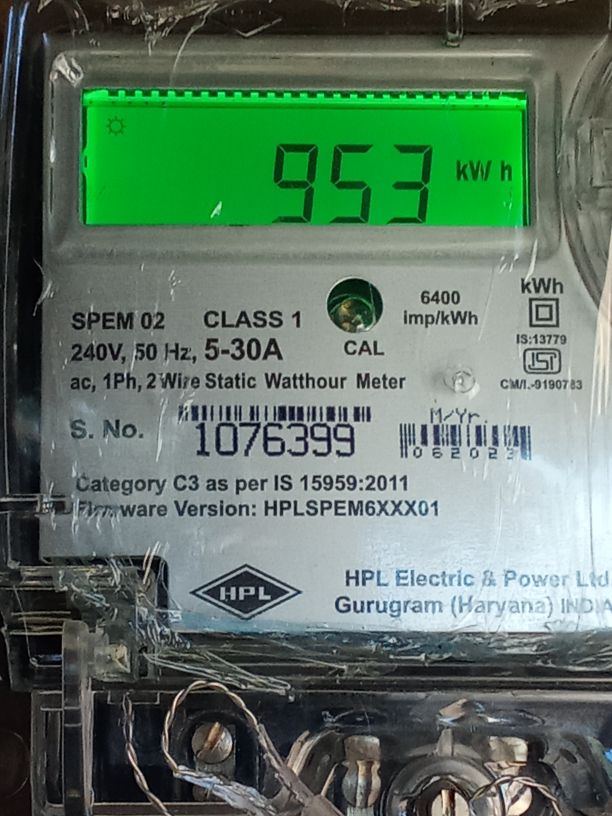 953 kWh
6400
imp/kWh
kWh
SPEM 02 CLASS 1
240V, 50 Hz, 5-30A
CAL
IS:13779
ac, 1Ph, 2 Wire Static Watthour Meter
CM/L-9190783
S. No. 1076399
M/Yr.
062023
Category C3 as per IS 15959:2011
Firmware Version: HPLSPEM6XXX01
HPL
HPL Electric & Power Ltd
Gurugram (Haryana) INDIA